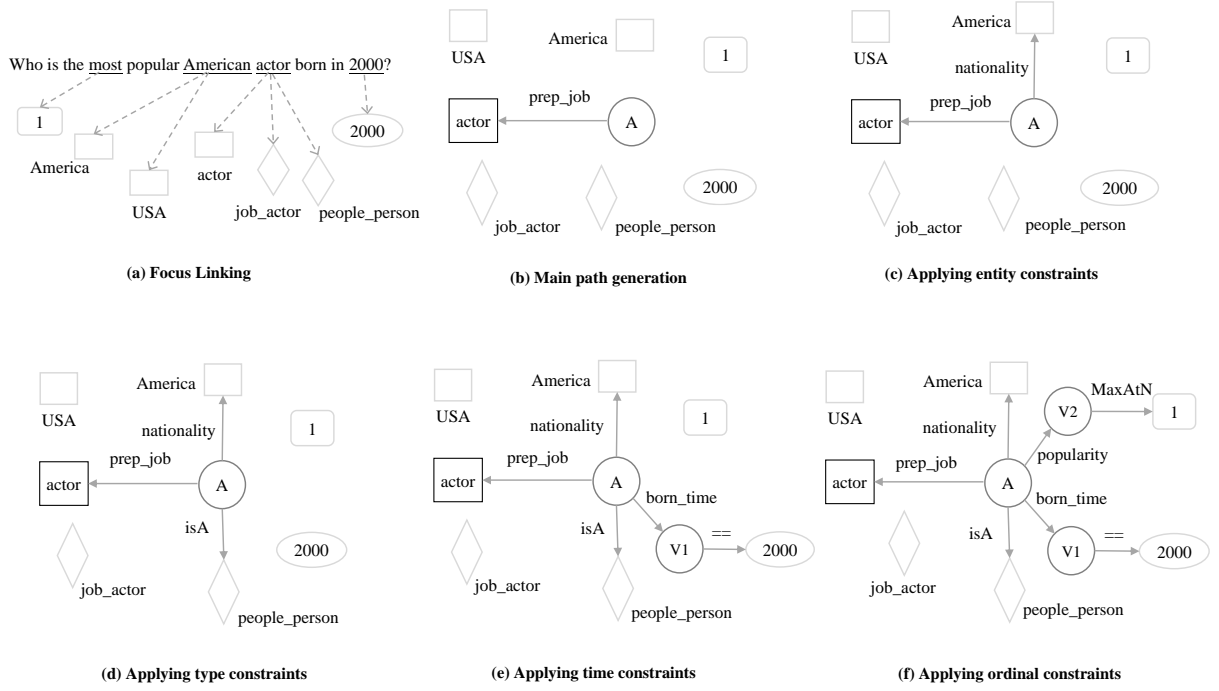 Who is the most popular American actor born in 2000?
1
America
USA
actor
job_actor
people_person
2000
(a) Focus Linking
USA
America
1
prep_job
actor
A
2000
job_actor
people_person
(b) Main path generation
USA
America
1
nationality
prep_job
actor
A
2000
job_actor
people_person
(c) Applying entity constraints
America
USA
1
nationality
prep_job
actor
A
isA
2000
job_actor
people_person
(d) Applying type constraints
America
USA
1
nationality
prep_job
actor
A
born_time
isA
V1
==
2000
job_actor
people_person
(e) Applying time constraints
America
USA
MaxAtN
V2
1
nationality
popularity
prep_job
actor
A
born_time
isA
V1
==
2000
job_actor
people_person
(f) Applying ordinal constraints